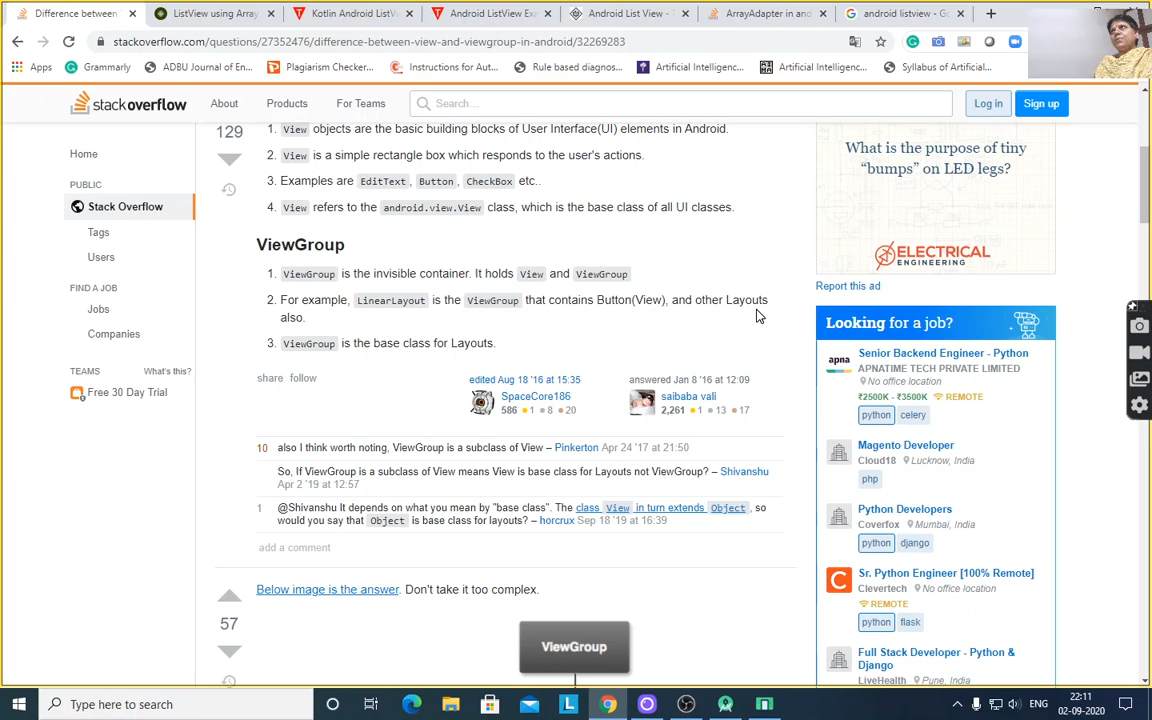 Difference between
ListView using Array
Kotlin Android ListV
Android ListView Exa
Android List View -
ArrayAdapter in and
android listview - Go
stackoverflow.com/questions/27352476/difference-between-view-and-viewgroup-in-android/32269283
Apps
Grammarly
ADBU Journal of En...
Plagiarism Checker...
Instructions for Aut...
Rule based diagnos...
Artificial Intelligenc...
Artificial Intelligenc...
Syllabus of Artificial...
stackoverflow
About
Products
For Teams
Search...
Log in
Sign up
Home
PUBLIC
Stack Overflow
Tags
Users
FIND A JOB
Jobs
Companies
TEAMS
What's this?
Free 30 Day Trial
129
1. View objects are the basic building blocks of User Interface(UI) elements in Android.
2. View is a simple rectangle box which responds to the user's actions.
3. Examples are EditText, Button, CheckBox etc..
4. View refers to the android.view.View class, which is the base class of all UI classes.
ViewGroup
1. ViewGroup is the invisible container. It holds View and ViewGroup
2. For example, LinearLayout is the ViewGroup that contains Button(View), and other Layouts
also.
3. ViewGroup is the base class for Layouts.
share follow
edited Aug 18 '16 at 15:35
SpaceCore186
586 1 8 20
answered Jan 8 '16 at 12:09
saibaba vali
2,261 1 13 17
10 also I think worth noting, ViewGroup is a subclass of View – Pinkerton Apr 24 '17 at 21:50
So, If ViewGroup is a subclass of View means View is base class for Layouts not ViewGroup? – Shivanshu
Apr 2 '19 at 12:57
1 @Shivanshu It depends on what you mean by "base class". The class View in turn extends Object, so
would you say that Object is base class for layouts? – horcrux Sep 18 '19 at 16:39
add a comment
57
Below image is the answer. Don't take it too complex.
ViewGroup
What is the purpose of tiny
“bumps” on LED legs?
ELECTRICAL
ENGINEERING
Report this ad
Looking for a job?
apna
Senior Backend Engineer - Python
APNATIME TECH PRIVATE LIMITED
No office location
₹2500K - ₹3500K REMOTE
python celery
Magento Developer
Cloud18 Lucknow, India
php
Python Developers
Coverfox Mumbai, India
python django
Sr. Python Engineer [100% Remote]
Clevertech No office location
REMOTE
python flask
Full Stack Developer - Python &
Django
LiveHealth Pune, India
Type here to search
ENG
22:11
02-09-2020